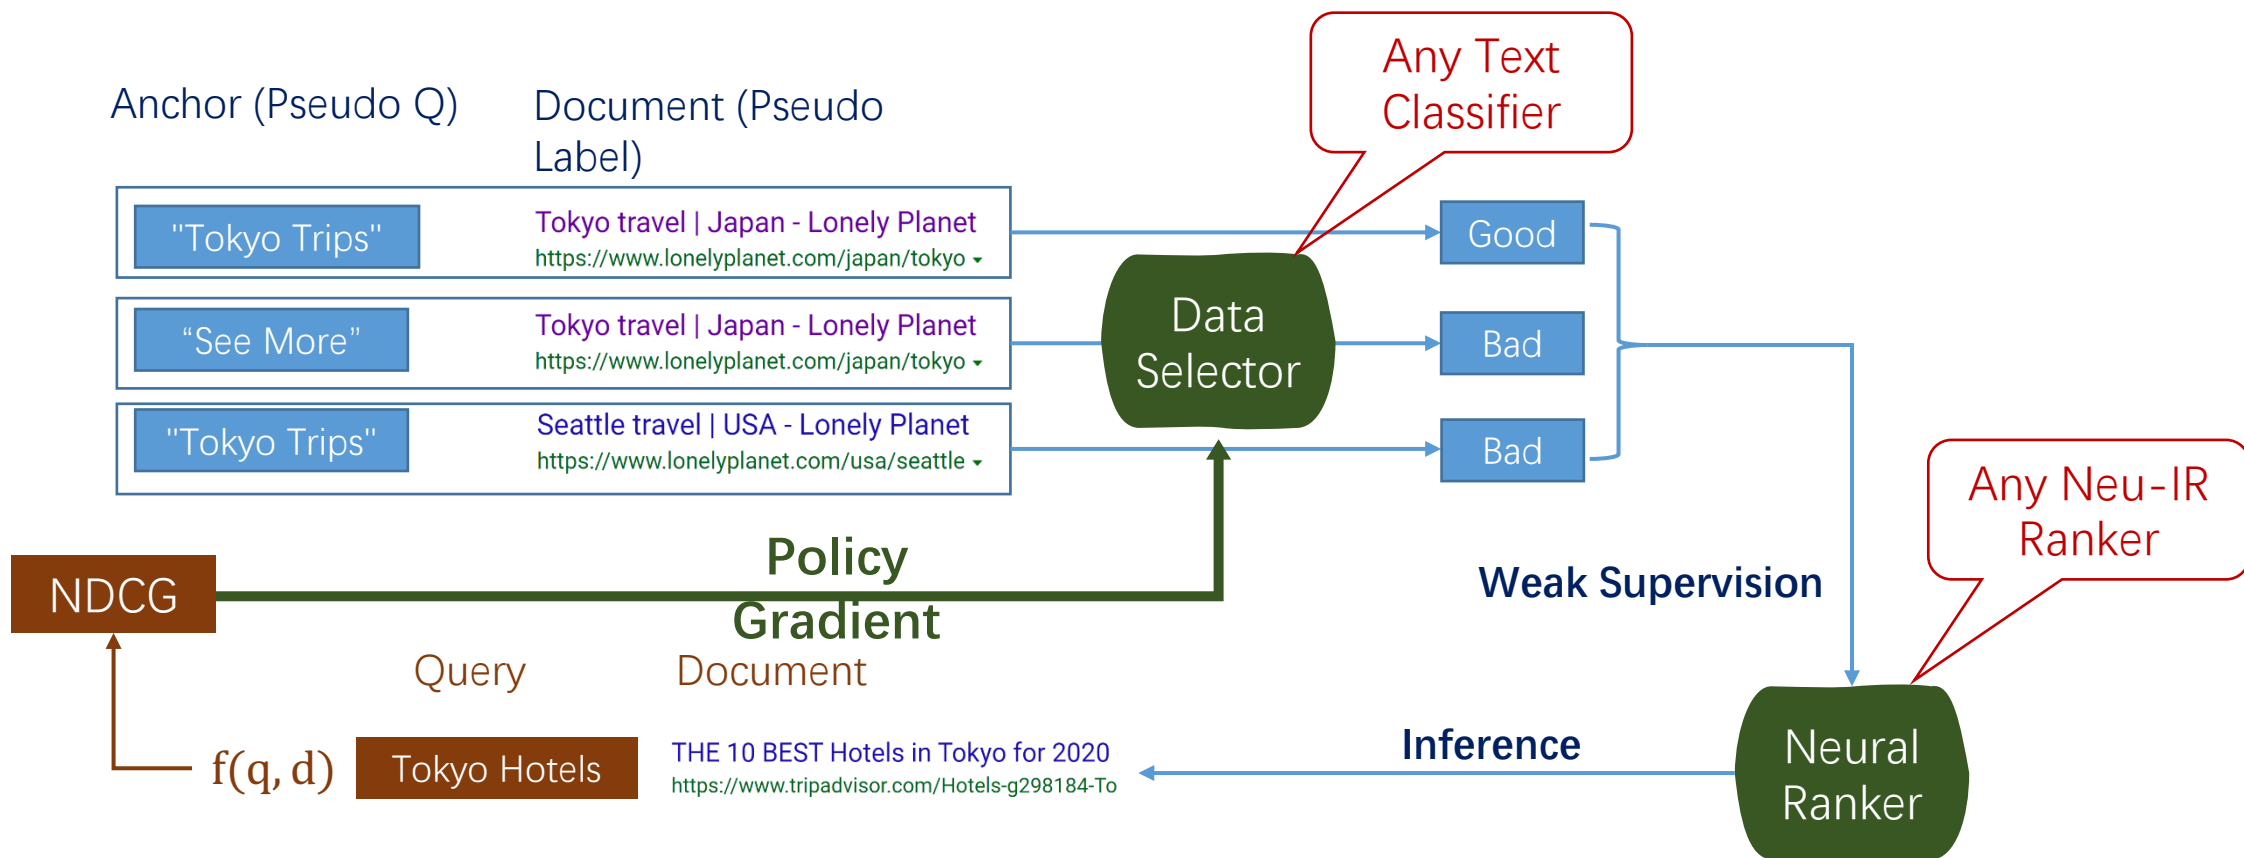 Any Text
Classifier
Anchor (Pseudo Q)
Document (Pseudo
Label)
"Tokyo Trips"
Tokyo travel | Japan - Lonely Planet
https://www.lonelyplanet.com/japan/tokyo
Good
“See More”
Tokyo travel | Japan - Lonely Planet
https://www.lonelyplanet.com/japan/tokyo
Data
Selector
Bad
"Tokyo Trips"
Seattle travel | USA - Lonely Planet
https://www.lonelyplanet.com/usa/seattle
Bad
Any Neu-IR
Ranker
NDCG
Policy
Gradient
Weak Supervision
Query
Document
f(q, d)
Tokyo Hotels
THE 10 BEST Hotels in Tokyo for 2020
https://www.tripadvisor.com/Hotels-g298184-To
Inference
Neural
Ranker